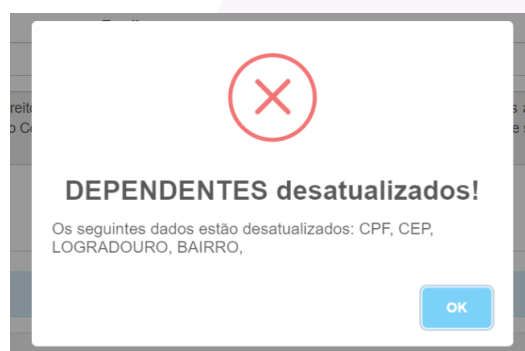 DEPENDENTES desatualizados!
Os seguintes dados estão desatualizados: CPF, CEP,
LOGRADOURO, BAIRRO,
OK